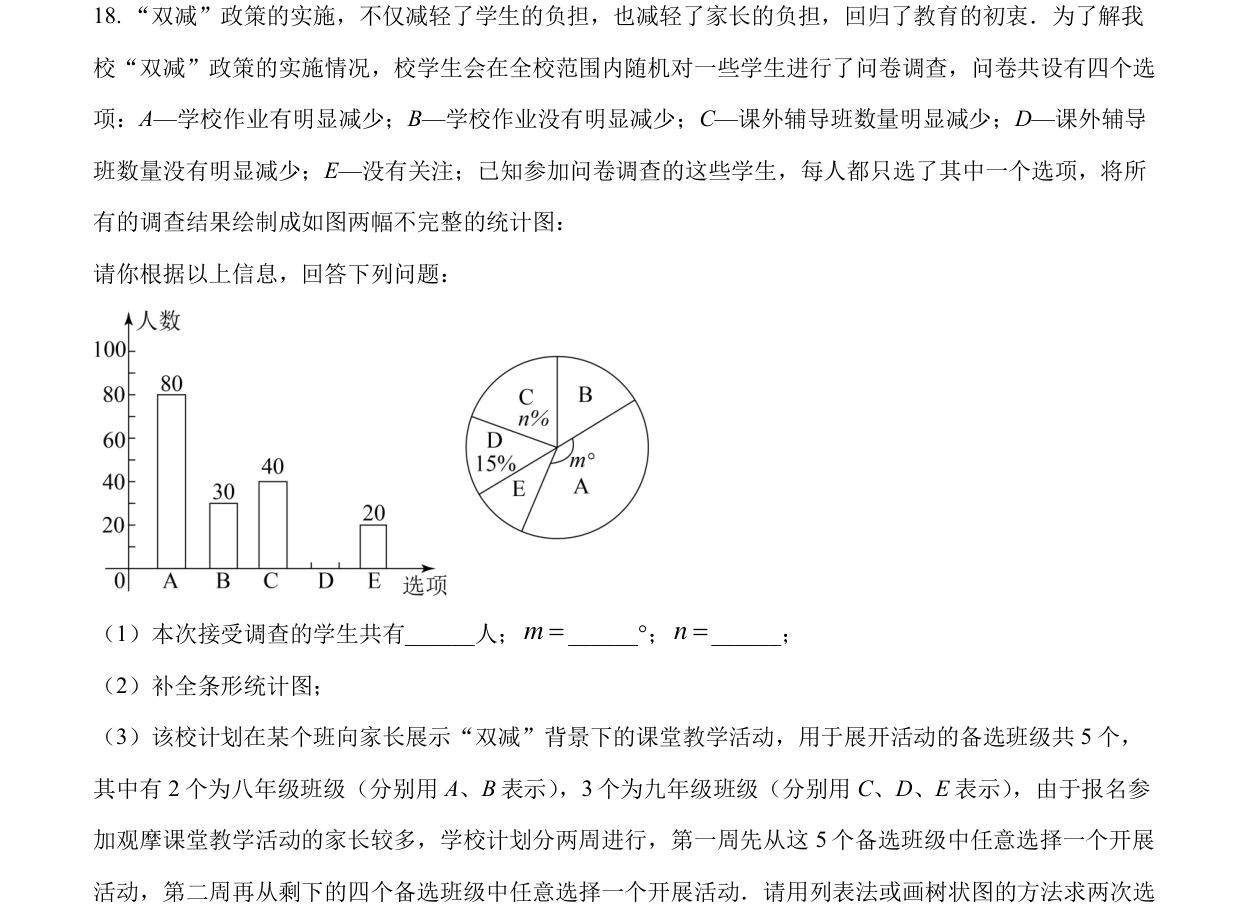 18. “双减”政策的实施，不仅减轻了学生的负担，也减轻了家长的负担，回归了教育的初衷．为了解我
校“双减”政策的实施情况，校学生会在全校范围内随机对一些学生进行了问卷调查，问卷共设有四个选
项：A—学校作业有明显减少；B—学校作业没有明显减少；C—课外辅导班数量明显减少；D—课外辅导
班数量没有明显减少；E—没有关注；已知参加问卷调查的这些学生，每人都只选了其中一个选项，将所
有的调查结果绘制成如图两幅不完整的统计图：
请你根据以上信息，回答下列问题：
人数
100
80
60
40
20
0
80
30
40
20
A B C D E 选项
C
n%
B
D
15%
E
m°
A
（1）本次接受调查的学生共有______人；m＝______°；n＝______；
（2）补全条形统计图；
（3）该校计划在某个班向家长展示“双减”背景下的课堂教学活动，用于展开活动的备选班级共 5 个，
其中有 2 个为八年级班级（分别用 A、B 表示），3 个为九年级班级（分别用 C、D、E 表示），由于报名参
加观摩课堂教学活动的家长较多，学校计划分两周进行，第一周先从这 5 个备选班级中任意选择一个开展
活动，第二周再从剩下的四个备选班级中任意选择一个开展活动．请用列表法或画树状图的方法求两次选